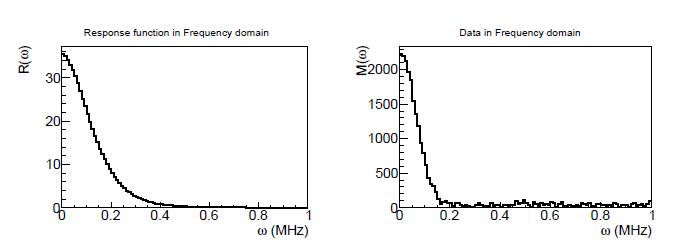 Response function in Frequency domain
R(ω)
30
20
10
0
0 0.2 0.4 0.6 0.8 1
ω (MHz)
Data in Frequency domain
M(ω)
2000
1500
1000
500
0
0 0.2 0.4 0.6 0.8 1
ω (MHz)